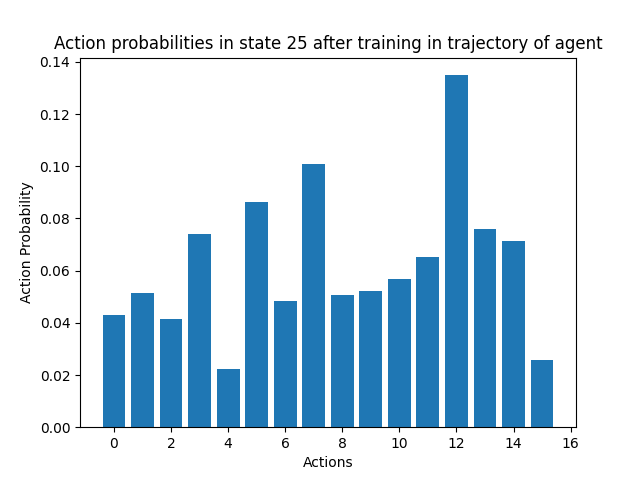 Action probabilities in state 25 after training in trajectory of agent
0.14
0.12
0.10
0.08
0.06
0.04
0.02
0.00
Action Probability
0 2 4 6 8 10 12 14 16
Actions